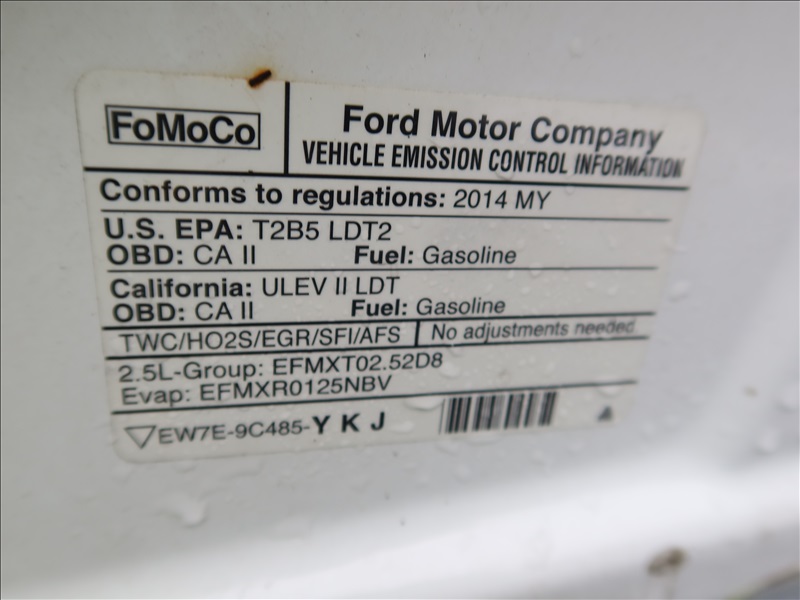 FoMoCo
Ford Motor Company
VEHICLE EMISSION CONTROL INFORMATION
Conforms to regulations: 2014 MY
U.S. EPA: T2B5 LDT2
OBD: CA II Fuel: Gasoline
California: ULEV II LDT
OBD: CA II Fuel: Gasoline
TWC/HO2S/EGR/SFI/AFS No adjustments needed.
2.5L-Group: EFMXT02.52D8
Evap: EFMXR0125NBV
EW7E-9C485-Y K J